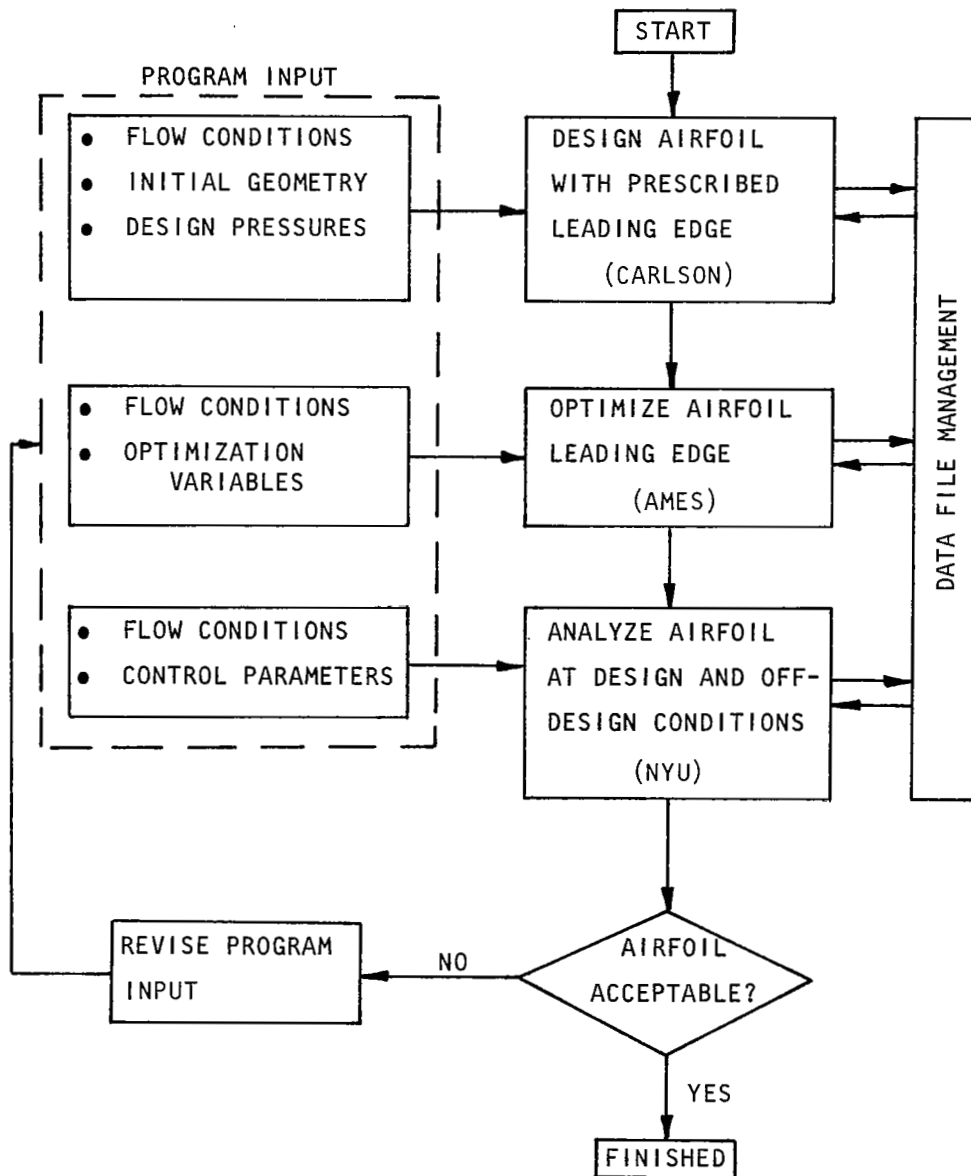 START
PROGRAM INPUT
● FLOW CONDITIONS
● INITIAL GEOMETRY
● DESIGN PRESSURES
DESIGN AIRFOIL
WITH PRESCRIBED
LEADING EDGE
(CARLSON)
● FLOW CONDITIONS
● OPTIMIZATION
VARIABLES
OPTIMIZE AIRFOIL
LEADING EDGE
(AMES)
● FLOW CONDITIONS
● CONTROL PARAMETERS
ANALYZE AIRFOIL
AT DESIGN AND OFF-
DESIGN CONDITIONS
(NYU)
DATA FILE MANAGEMENT
REVISE PROGRAM
INPUT
NO
AIRFOIL
ACCEPTABLE?
YES
FINISHED